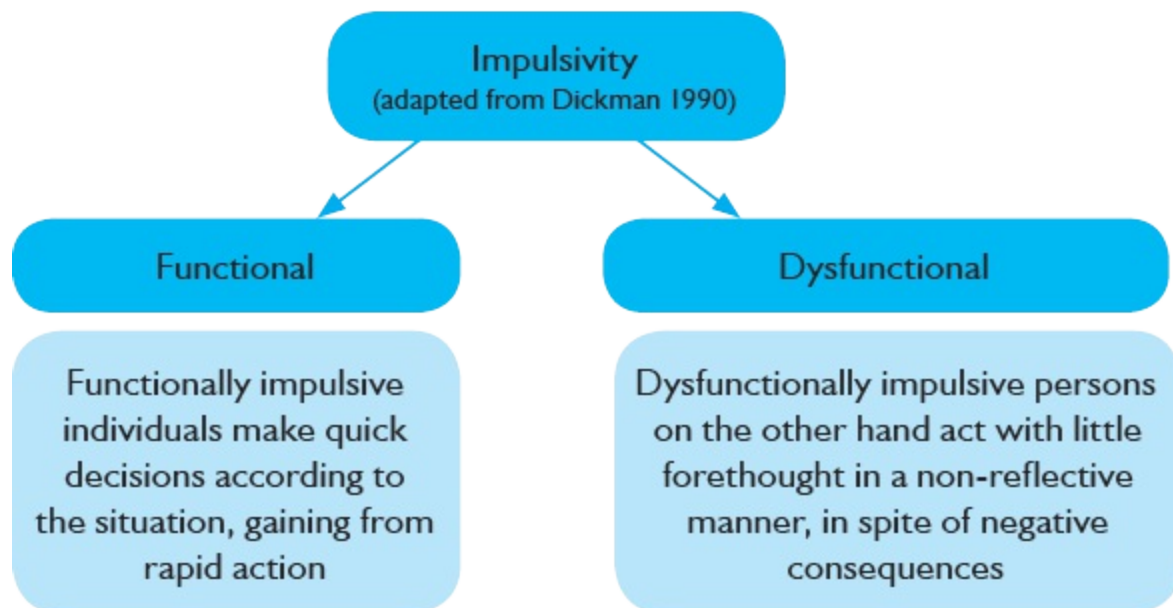 Impulsivity
(adapted from Dickman 1990)
Functional
Dysfunctional
Functionally impulsive
individuals make quick
decisions according to
the situation, gaining from
rapid action
Dysfunctionally impulsive persons
on the other hand act with little
forethought in a non-reflective
manner, in spite of negative
consequences